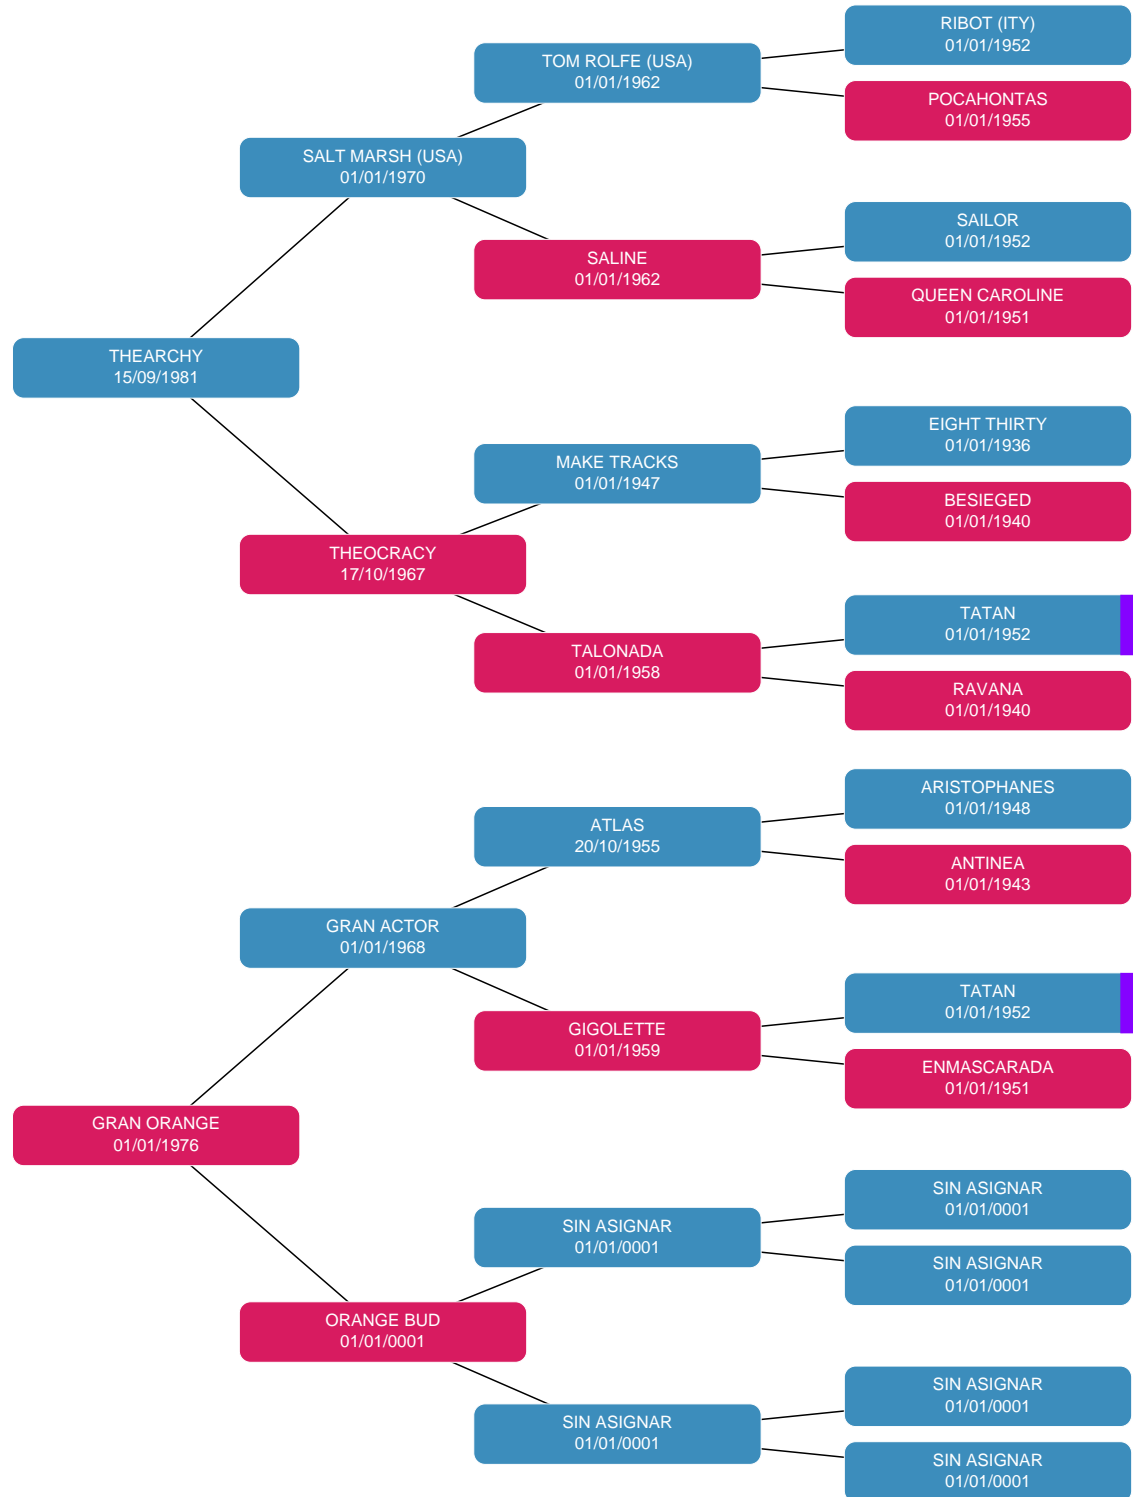 RIBOT (ITY)
01/01/1952
TOM ROLFE (USA)
01/01/1962
POCAHONTAS
01/01/1955
SALT MARSH (USA)
01/01/1970
SAILOR
01/01/1952
SALINE
01/01/1962
QUEEN CAROLINE
01/01/1951
THEARCHY
15/09/1981
EIGHT THIRTY
01/01/1936
MAKE TRACKS
01/01/1947
BESIEGED
01/01/1940
THEOCRACY
17/10/1967
TATAN
01/01/1952
TALONADA
01/01/1958
RAVANA
01/01/1940
ARISTOPHANES
01/01/1948
ATLAS
20/10/1955
ANTINEA
01/01/1943
GRAN ACTOR
01/01/1968
TATAN
01/01/1952
GIGOLETTE
01/01/1959
ENMASCARADA
01/01/1951
GRAN ORANGE
01/01/1976
SIN ASIGNAR
01/01/0001
SIN ASIGNAR
01/01/0001
SIN ASIGNAR
01/01/0001
ORANGE BUD
01/01/0001
SIN ASIGNAR
01/01/0001
SIN ASIGNAR
01/01/0001
SIN ASIGNAR
01/01/0001